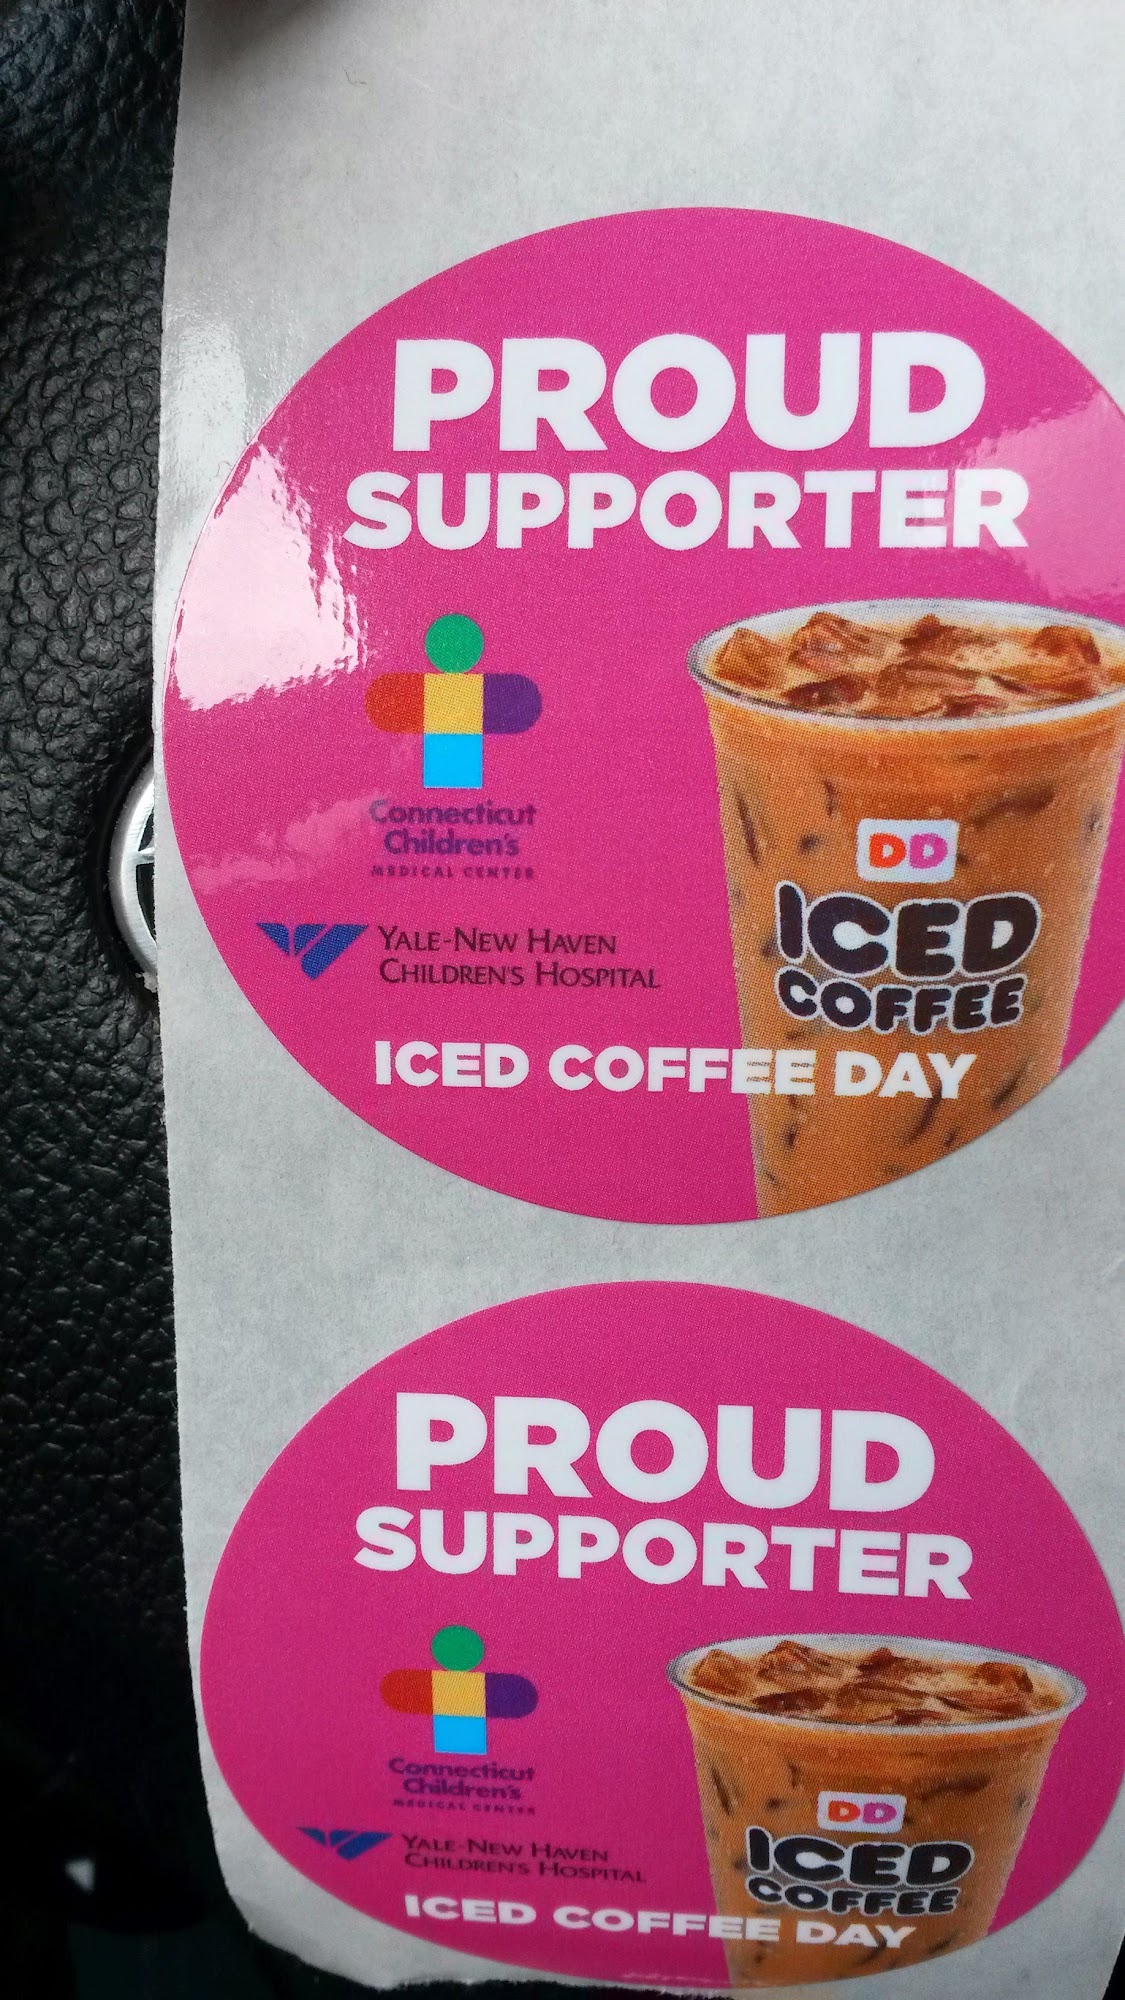 PROUD
SUPPORTER
Connecticut
Children's
MEDICAL CENTER
YALE-NEW HAVEN
CHILDREN'S HOSPITAL
DD
ICED
COFFEE
ICED COFFEE DAY
PROUD
SUPPORTER
Connecticut
Children's
MEDICAL CENTER
YALE-NEW HAVEN
CHILDREN'S HOSPITAL
DD
ICED
COFFEE
ICED COFFEE DAY